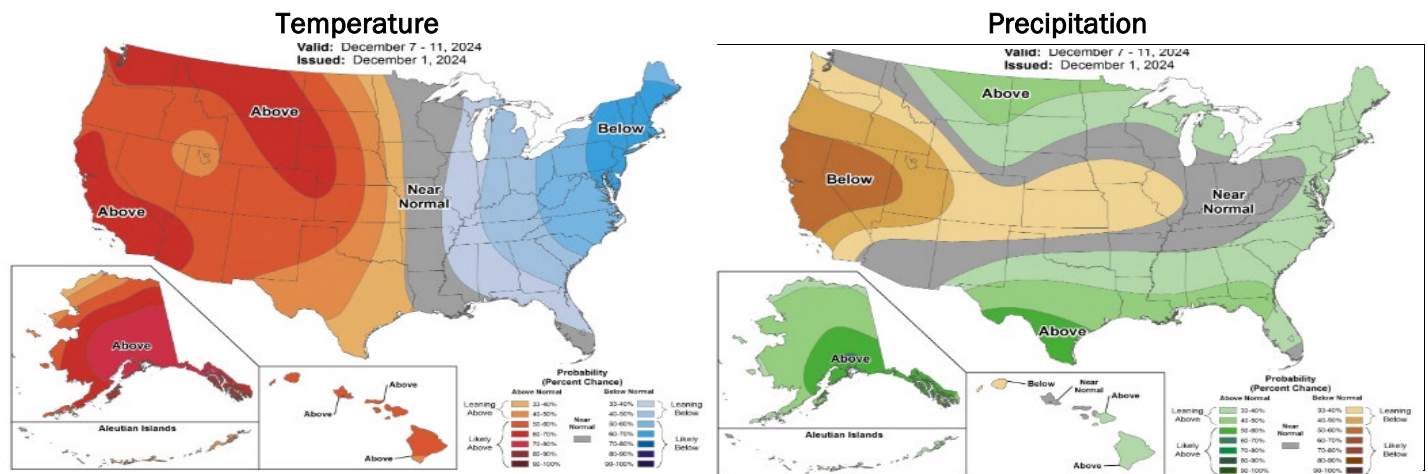 Temperature
Valid: December 7 - 11, 2024
Issued: December 1, 2024
Above
Below
Near
Normal
Above
Above
Aleutian Islands
Above
Above
Above
Probability
(Percent Chance)
Above Normal
Below Normal
Leaning
Above
Likely
Above
33-40%
40-50%
50-60%
60-70%
70-80%
80-90%
90-100%
Near
Normal
33-40%
40-50%
50-60%
60-70%
70-80%
80-90%
90-100%
Leaning
Below
Likely
Below
Precipitation
Valid: December 7 - 11, 2024
Issued: December 1, 2024
Above
Below
Near
Normal
Above
Above
Aleutian Islands
Below
Near
Normal
Above
Above
Probability
(Percent Chance)
Above Normal
Below Normal
Leaning
Above
Likely
Above
33-40%
40-50%
50-60%
60-70%
70-80%
80-90%
90-100%
Near
Normal
33-40%
40-50%
50-60%
60-70%
70-80%
80-90%
90-100%
Leaning
Below
Likely
Below